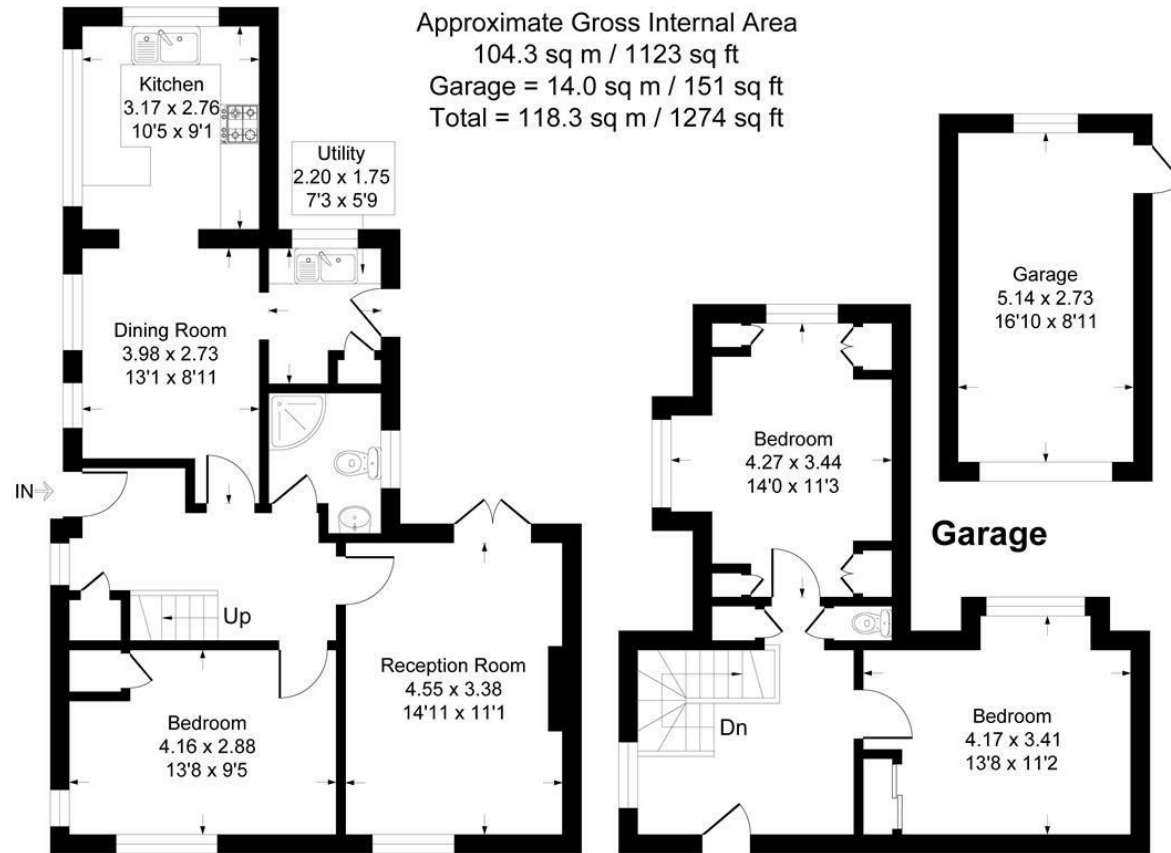 Approximate Gross Internal Area
104.3 sq m / 1123 sq ft
Garage = 14.0 sq m / 151 sq ft
Total = 118.3 sq m / 1274 sq ft
Kitchen
3.17 x 2.76
10'5 x 9'1
Utility
2.20 x 1.75
7'3 x 5'9
Dining Room
3.98 x 2.73
13'1 x 8'11
IN
Up
Reception Room
4.55 x 3.38
14'11 x 11'1
Bedroom
4.16 x 2.88
13'8 x 9'5
Bedroom
4.27 x 3.44
14'0 x 11'3
Dn
Bedroom
4.17 x 3.41
13'8 x 11'2
Garage
5.14 x 2.73
16'10 x 8'11
Garage